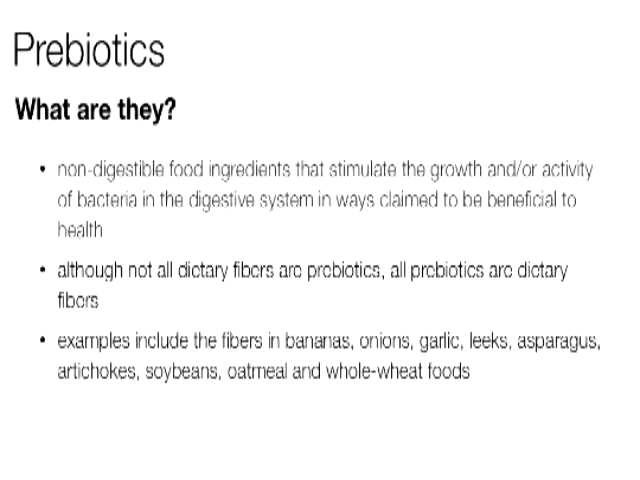 Prebiotics
What are they?
• non-digestible food ingredients that stimulate the growth and/or activity
of bacteria in the digestive system in ways claimed to be beneficial to
health
• although not all dietary fibers are probiotics, all prebiotics are dietary
fibers
• examples include the fibers in bananas, onions, garlic, leeks, asparagus,
artichokes, soybeans, oatmeal and whole-wheat foods